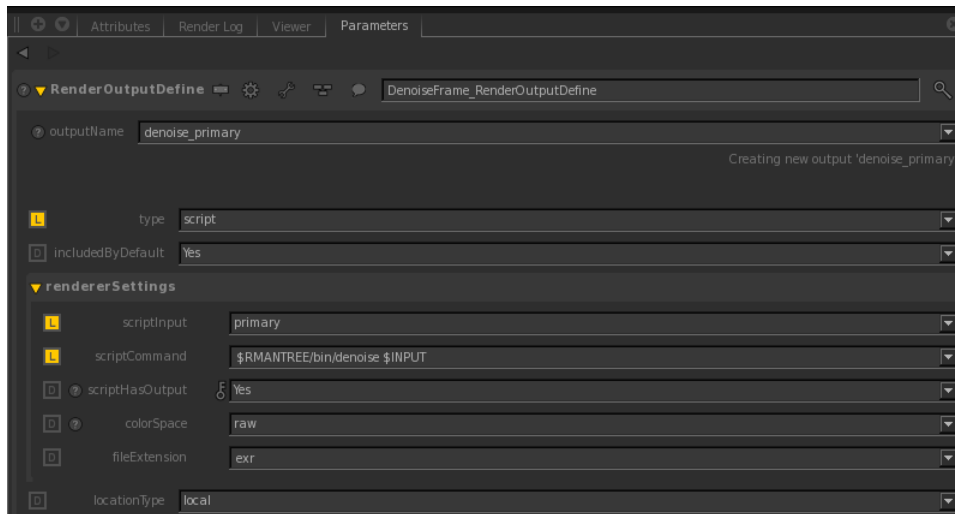 Attributes Render Log Viewer Parameters
RenderOutputDefine DenoiseFrame_RenderOutputDefine
outputName denoise_primary
Creating new output 'denoise_primary
L type script
D includedByDefault Yes
rendererSettings
L scriptInput primary
L scriptCommand $RMANTREE/bin/denoise $INPUT
D ? scriptHasOutput Yes
D ? colorSpace raw
D fileExtension exr
D locationType local